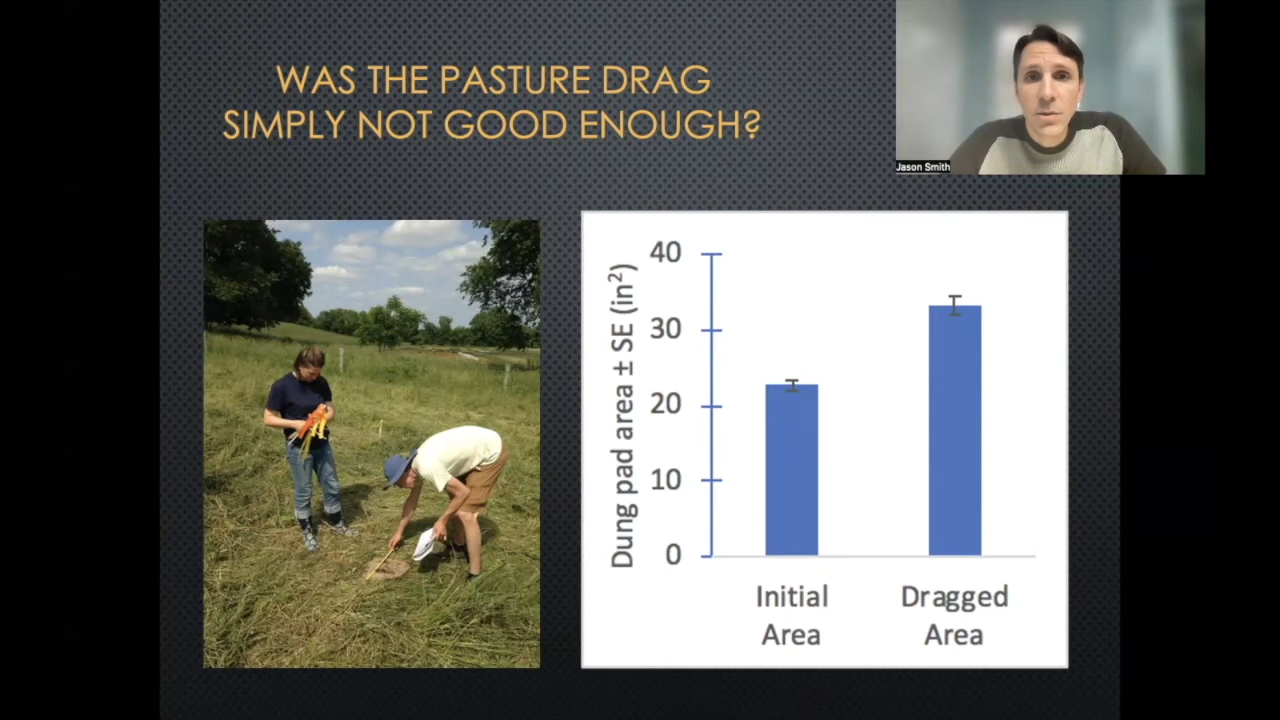 WAS THE PASTURE DRAG
SIMPLY NOT GOOD ENOUGH?
Jason Smith
Dung pad area ± SE (in²)
40
30
20
10
0
Initial
Area
Dragged
Area